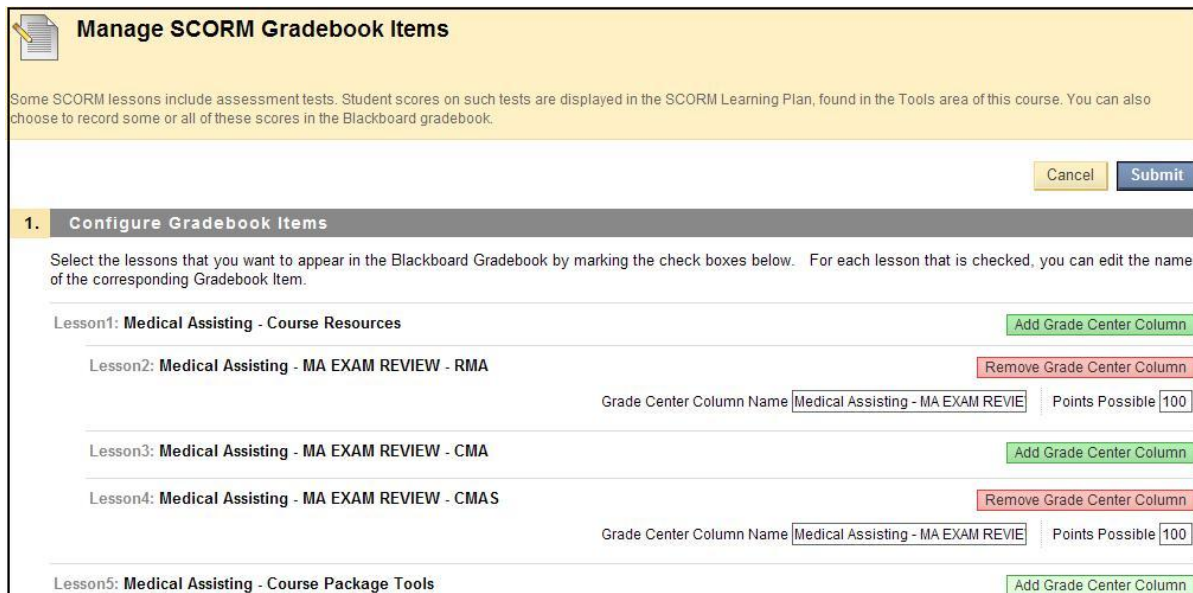 Manage SCORM Gradebook Items
Some SCORM lessons include assessment tests. Student scores on such tests are displayed in the SCORM Learning Plan, found in the Tools area of this course. You can also
choose to record some or all of these scores in the Blackboard gradebook.
Cancel Submit
1. Configure Gradebook Items
Select the lessons that you want to appear in the Blackboard Gradebook by marking the check boxes below. For each lesson that is checked, you can edit the name
of the corresponding Gradebook Item.
Lesson1: Medical Assisting - Course Resources Add Grade Center Column
Lesson2: Medical Assisting - MA EXAM REVIEW - RMA Remove Grade Center Column
Grade Center Column Name Medical Assisting - MA EXAM REVIE Points Possible 100
Lesson3: Medical Assisting - MA EXAM REVIEW - CMA Add Grade Center Column
Lesson4: Medical Assisting - MA EXAM REVIEW - CMAS Remove Grade Center Column
Grade Center Column Name Medical Assisting - MA EXAM REVIE Points Possible 100
Lesson5: Medical Assisting - Course Package Tools Add Grade Center Column